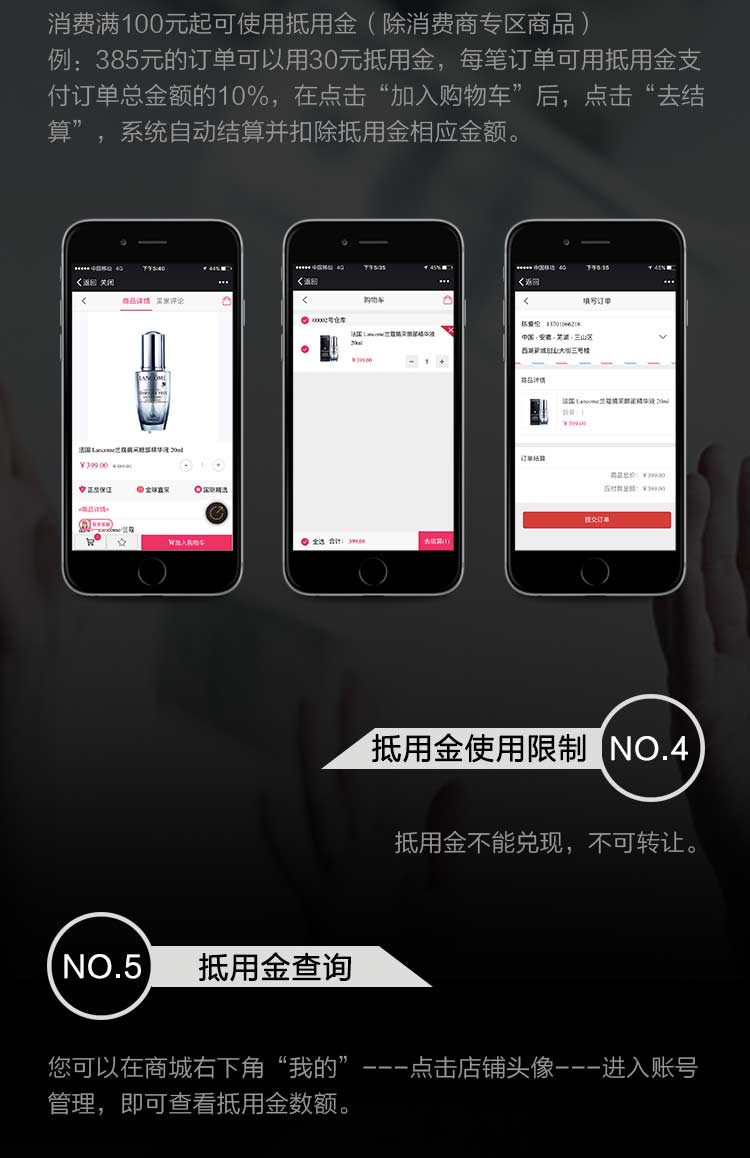 消费满100元起可使用抵用金（除消费商专区商品）
例：385元的订单可以用30元抵用金，每笔订单可用抵用金支
付订单总金额的10%，在点击“加入购物车”后，点击“去结
算”，系统自动结算并扣除抵用金相应金额。
中国移动 4G 下午5:40 44%
返回 关闭
商品详情 买家评论
LANCOME
法国 Lancome兰蔻精采眼部精华液 20ml
￥399.00
- 1 +
正品保证 全球直采 国际精选
#商品详情#
加入购物车
中国移动 4G 下午5:35 45%
返回
购物车
00002号仓库
法国 Lancome兰蔻精采眼部精华液
20ml
￥399.00
- 1 +
全选 合计： 399.00 去结算(1)
中国移动 4G 下午5:35 45%
返回
填写订单
陈爱伦 13701066218
中国 - 安徽 - 芜湖 - 三山区
西湖新城创业大街三号楼
商品详情
法国 Lancome兰蔻精采眼部精华液 20ml
数量：1
￥399.00
订单结算
商品总价：￥399.00
应付款金额：￥399.00
提交订单
抵用金使用限制 NO.4
抵用金不能兑现，不可转让。
NO.5 抵用金查询
您可以在商城右下角“我的”---点击店铺头像---进入账号
管理，即可查看抵用金数额。